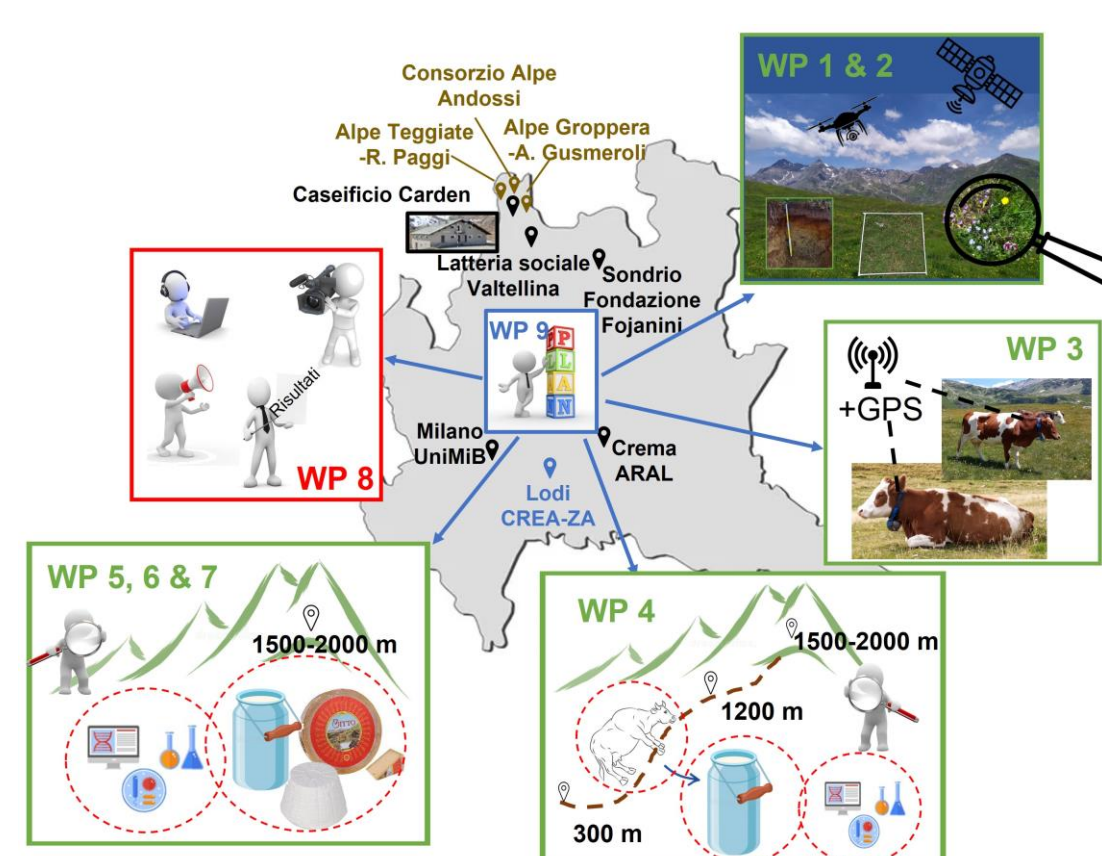 Consorzio Alpe
Andossi
Alpe Teggiate
-R. Paggi
Alpe Groppera
-A. Gusmeroli
Caseificio Carden
Latteria sociale
Valtellina
Sondrio
Fondazione
Fojanini
WP 1 & 2
WP 9
P
L
A
N
WP 3
+GPS
Risultati
WP 8
Milano
UniMiB
Crema
ARAL
Lodi
CREA-ZA
WP 5, 6 & 7
1500-2000 m
BITTO
WP 4
1500-2000 m
1200 m
300 m